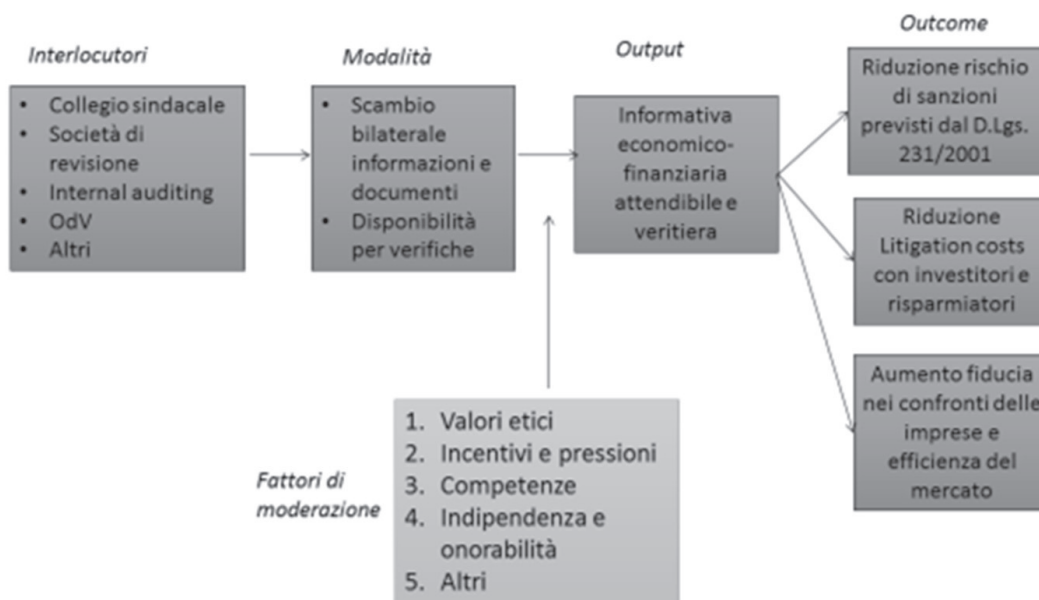 Interlocutori
• Collegio sindacale
• Società di
revisione
• Internal auditing
• OdV
• Altri
Modalità
• Scambio
bilaterale
informazioni e
documenti
• Disponibilità
per verifiche
Output
Informativa
economico-
finanziaria
attendibile e
veritiera
Outcome
Riduzione rischio
di sanzioni
previsti dal D.Lgs.
231/2001
Riduzione
Litigation costs
con investitori e
risparmiatori
Aumento fiducia
nei confronti delle
imprese e
efficienza del
mercato
Fattori di
moderazione
1. Valori etici
2. Incentivi e pressioni
3. Competenze
4. Indipendenza e
onorabilità
5. Altri